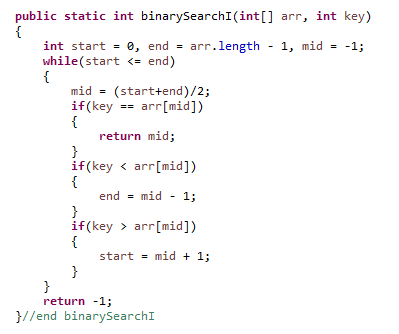 public static int binarySearchI(int[] arr, int key)
{
    int start = 0, end = arr.length - 1, mid = -1;
    while(start <= end)
    {
        mid = (start+end)/2;
        if(key == arr[mid])
        {
            return mid;
        }
        if(key < arr[mid])
        {
            end = mid - 1;
        }
        if(key > arr[mid])
        {
            start = mid + 1;
        }
    }
    return -1;
}//end binarySearchI